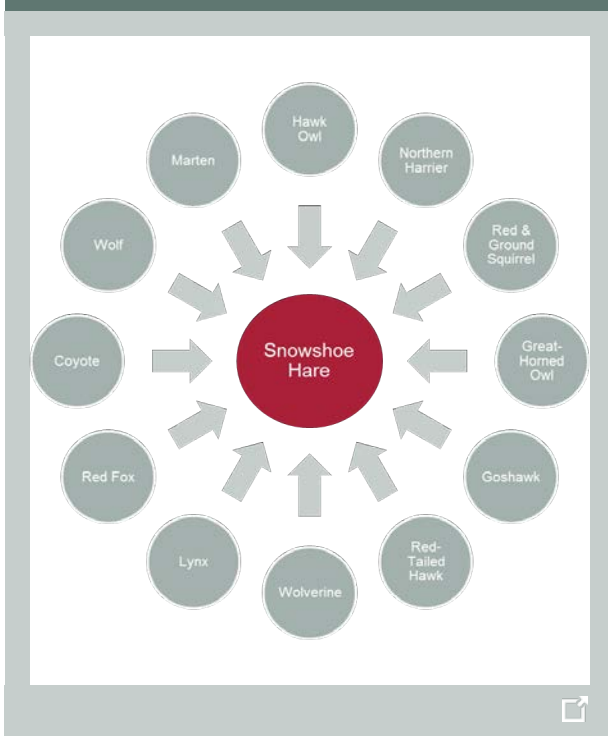 Hawk
Owl
Northern
Harrier
Marten
Red &
Ground
Squirrel
Wolf
Snowshoe
Hare
Great-
Horned
Owl
Coyote
Red Fox
Goshawk
Red-
Tailed
Hawk
Lynx
Wolverine